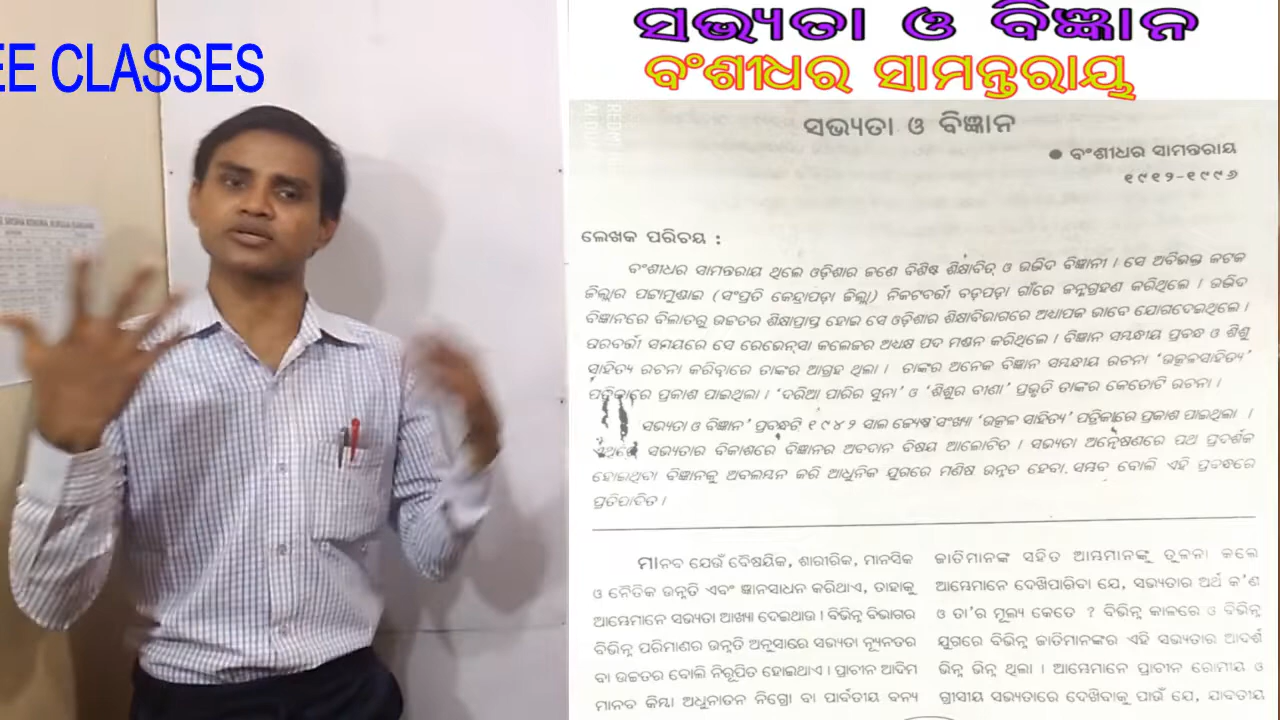 EE CLASSES
ସଭ୍ୟତା ଓ ବିଜ୍ଞାନ
ବଂଶୀଧର ସାମନ୍ତରାୟ
ସଭ୍ୟତା ଓ ବିଜ୍ଞାନ
● ବଂଶୀଧର ସାମନ୍ତରାୟ
୧୯୧୨-୧୯୯୬
ଲେଖକ ପରିଚୟ :
ବଂଶୀଧର ସାମନ୍ତରାୟ ଥିଲେ ଓଡ଼ିଶାର ଜଣେ ବିଶିଷ୍ଟ ଶିକ୍ଷାବିତ୍ ଓ ଉଦ୍ଭିଦ ବିଜ୍ଞାନୀ । ସେ ଅବିଭକ୍ତ କଟକ
ଜିଲ୍ଲାର ପଟ୍ଟାମୁଣ୍ଡାଇ (ସଂପ୍ରତି କେନ୍ଦ୍ରାପଡ଼ା ଜିଲ୍ଲା) ନିକଟବର୍ତ୍ତୀ ବଡ଼ପଡ଼ା ଗାଁରେ ଜନ୍ମଗ୍ରହଣ କରିଥିଲେ । ଉଦ୍ଭିଦ
ବିଜ୍ଞାନରେ ବିଲାତରୁ ଉଚ୍ଚତର ଶିକ୍ଷାପ୍ରାପ୍ତ ହୋଇ ସେ ଓଡ଼ିଶାର ଶିକ୍ଷାବିଭାଗରେ ଅଧ୍ୟାପକ ଭାବେ ଯୋଗଦେଇଥିଲେ ।
ପରବର୍ତ୍ତୀ ସମୟରେ ସେ ରେଭେନ୍‌ସା କଲେଜର ଅଧ୍ୟକ୍ଷ ପଦ ମଣ୍ଡନ କରିଥିଲେ । ବିଜ୍ଞାନ ସମ୍ବନ୍ଧୀୟ ପ୍ରବନ୍ଧ ଓ ଶିଶୁ
ସାହିତ୍ୟ ରଚନା କରିବାରେ ତାଙ୍କର ଆଗ୍ରହ ଥିଲା । ତାଙ୍କର ଅନେକ ବିଜ୍ଞାନ ସମ୍ବନ୍ଧୀୟ ରଚନା 'ଉତ୍କଳସାହିତ୍ୟ'
ପତ୍ରିକାରେ ପ୍ରକାଶ ପାଇଥିଲା । 'ଦରିଆ ପାରିର ସୁନା' ଓ 'ଶିଶୁର ବୀଣା' ପ୍ରଭୃତି ତାଙ୍କର କେତୋଟି ରଚନା ।
ସଭ୍ୟତା ଓ ବିଜ୍ଞାନ' ପ୍ରବନ୍ଧଟି ୧୯୪୨ ସାଲ ଜ୍ୟେଷ୍ଠ ସଂଖ୍ୟା 'ଉତ୍କଳ ସାହିତ୍ୟ' ପତ୍ରିକାରେ ପ୍ରକାଶ ପାଇଥିଲା ।
ସଭ୍ୟତାର ବିକାଶରେ ବିଜ୍ଞାନର ଅବଦାନ ବିଷୟ ଆଲୋଚିତ । ସଭ୍ୟତା ଅନ୍ୱେଷଣରେ ପଥ ପ୍ରଦର୍ଶକ
ହୋଇଥିବା ବିଜ୍ଞାନକୁ ଅବଲମ୍ବନ କରି ଆଧୁନିକ ଯୁଗରେ ମଣିଷ ଉନ୍ନତ ହେବା ସମ୍ଭବ ବୋଲି ଏହି ପ୍ରବନ୍ଧରେ
ପ୍ରତିପାଦିତ ।
ମାନବ ଯେଉଁ ବୈଷୟିକ, ଶାରୀରିକ, ମାନସିକ
ଓ ନୈତିକ ଉନ୍ନତି ଏବଂ ଜ୍ଞାନସାଧନ କରିଥାଏ, ତାହାକୁ
ଆମ୍ଭେମାନେ ସଭ୍ୟତା ଆଖ୍ୟା ଦେଇଥାଉ । ବିଭିନ୍ନ ବିଭାଗର
ବିଭିନ୍ନ ପରିମାଣର ଉନ୍ନତି ଅନୁସାରେ ସଭ୍ୟତା ନ୍ୟୂନତର
ବା ଉଚ୍ଚତର ବୋଲି ନିରୂପିତ ହୋଇଥାଏ । ପ୍ରାଚୀନ ଆଦିମ
ମାନବ କିମ୍ବା ଅଧୁନାତନ ନିଗ୍ରୋ ବା ପାର୍ବତୀୟ ବନ୍ୟ
ଜାତିମାନଙ୍କ ସହିତ ଆମ୍ଭମାନଙ୍କୁ ତୁଳନା କଲେ
ଆମ୍ଭେମାନେ ଦେଖିପାରିବା ଯେ, ସଭ୍ୟତାର ଅର୍ଥ କ'ଣ
ଓ ତା'ର ମୂଲ୍ୟ କେତେ ? ବିଭିନ୍ନ କାଳରେ ଓ ବିଭିନ୍ନ
ଯୁଗରେ ବିଭିନ୍ନ ଜାତିମାନଙ୍କର ଏହି ସଭ୍ୟତାର ଆଦର୍ଶ
ଭିନ୍ନ ଭିନ୍ନ ଥିଲା । ଆମ୍ଭେମାନେ ପ୍ରାଚୀନ ରୋମୀୟ ଓ
ଗ୍ରୀସୀୟ ସଭ୍ୟତାରେ ଦେଖିବାକୁ ପାଉଁ ଯେ, ଯାବତୀୟ